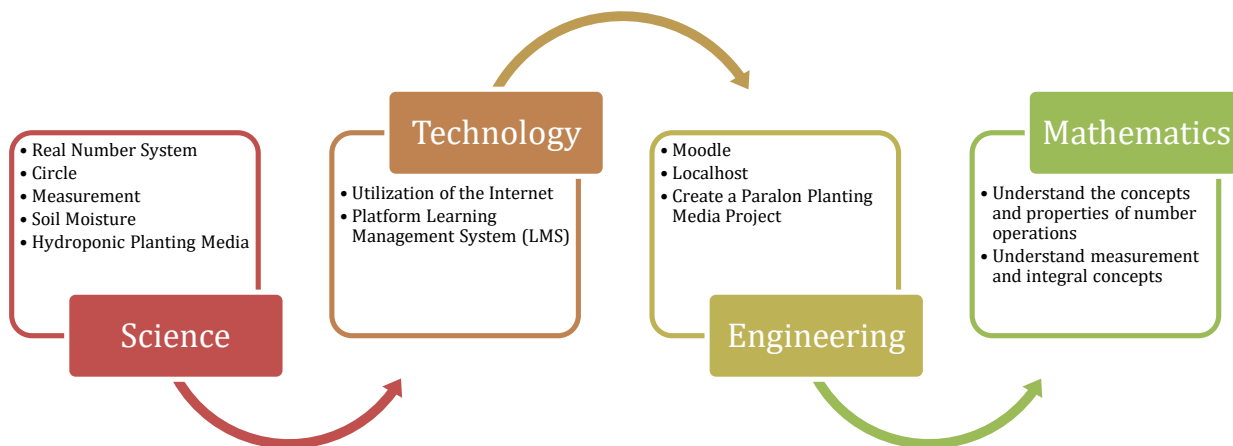 • Real Number System
• Circle
• Measurement
• Soil Moisture
• Hydroponic Planting Media
Science
Technology
• Utilization of the Internet
• Platform Learning
Management System (LMS)
• Moodle
• Localhost
• Create a Paralon Planting
Media Project
Engineering
Mathematics
• Understand the concepts
and properties of number
operations
• Understand measurement
and integral concepts